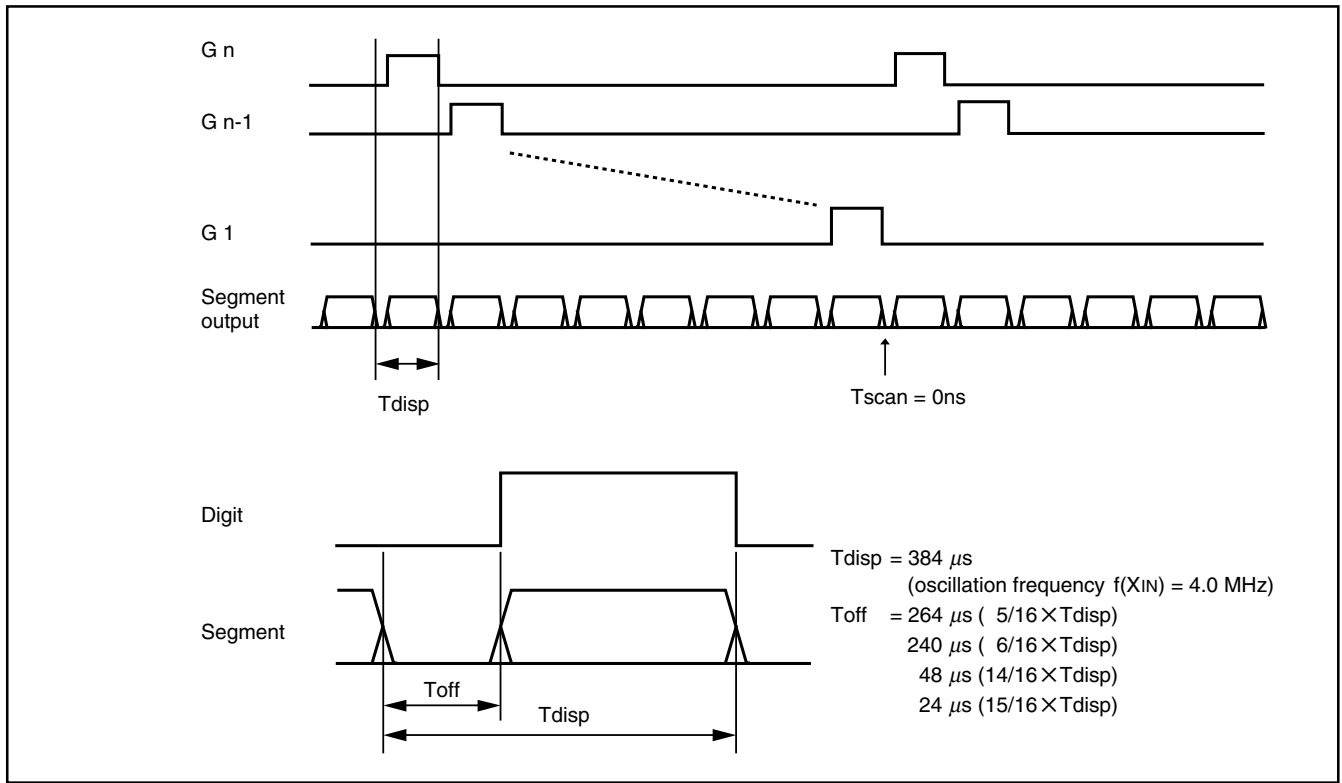 G n
G n-1
G 1
Segment
output
Tdisp
Tscan = 0ns
Digit
Segment
Toff
Tdisp
Tdisp = 384 μs
(oscillation frequency f(XIN) = 4.0 MHz)
Toff = 264 μs ( 5/16×Tdisp)
240 μs ( 6/16×Tdisp)
48 μs (14/16×Tdisp)
24 μs (15/16×Tdisp)